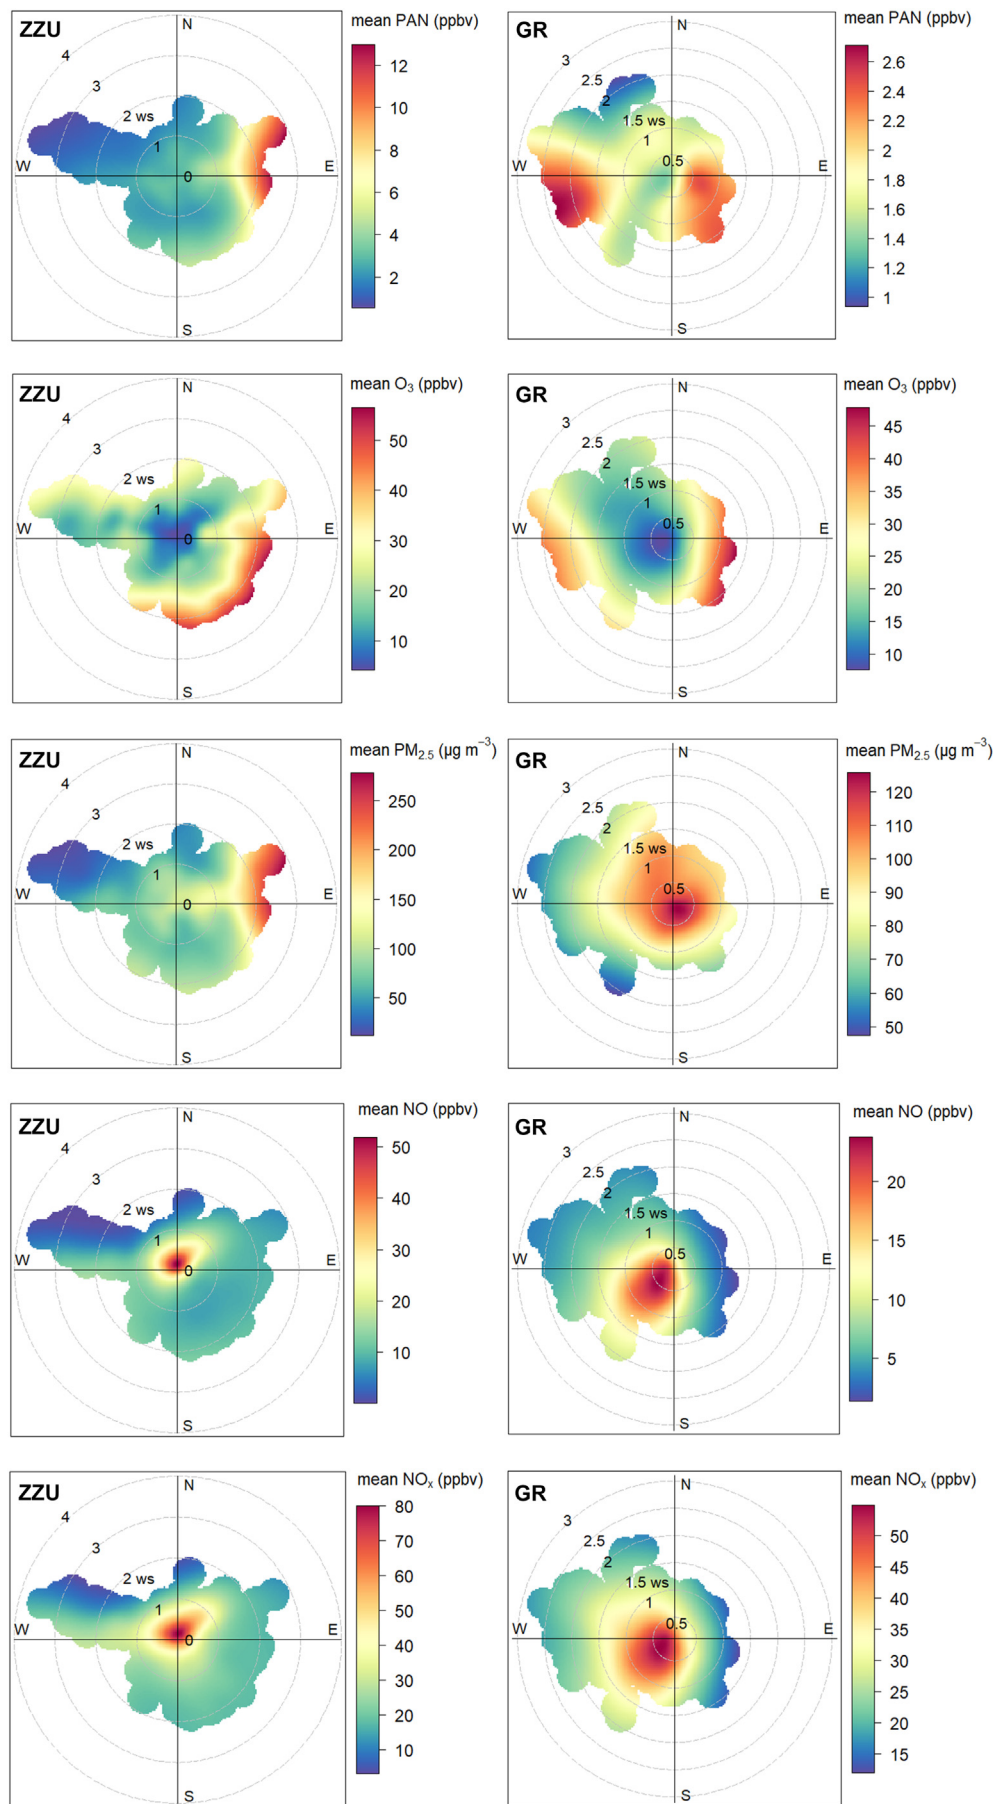 ZZU
N
mean PAN (ppbv)
4
3
2 ws
1
0
W
E
S
12
10
8
6
4
2
GR
N
mean PAN (ppbv)
3
2.5
2
1.5 ws
1
0.5
W
E
S
2.6
2.4
2.2
2
1.8
1.6
1.4
1.2
1
ZZU
N
mean O3 (ppbv)
4
3
2 ws
1
0
W
E
S
50
40
30
20
10
GR
N
mean O3 (ppbv)
3
2.5
2
1.5 ws
1
0.5
W
E
S
45
40
35
30
25
20
15
10
ZZU
N
mean PM2.5 (μg m−3)
4
3
2 ws
1
0
W
E
S
250
200
150
100
50
GR
N
mean PM2.5 (μg m−3)
3
2.5
2
1.5 ws
1
0.5
W
E
S
120
110
100
90
80
70
60
50
ZZU
N
mean NO (ppbv)
4
3
2 ws
1
0
W
E
S
50
40
30
20
10
GR
N
mean NO (ppbv)
3
2.5
2
1.5 ws
1
0.5
W
E
S
20
15
10
5
ZZU
N
mean NOx (ppbv)
4
3
2 ws
1
0
W
E
S
80
70
60
50
40
30
20
10
GR
N
mean NOx (ppbv)
3
2.5
2
1.5 ws
1
0.5
W
E
S
50
45
40
35
30
25
20
15